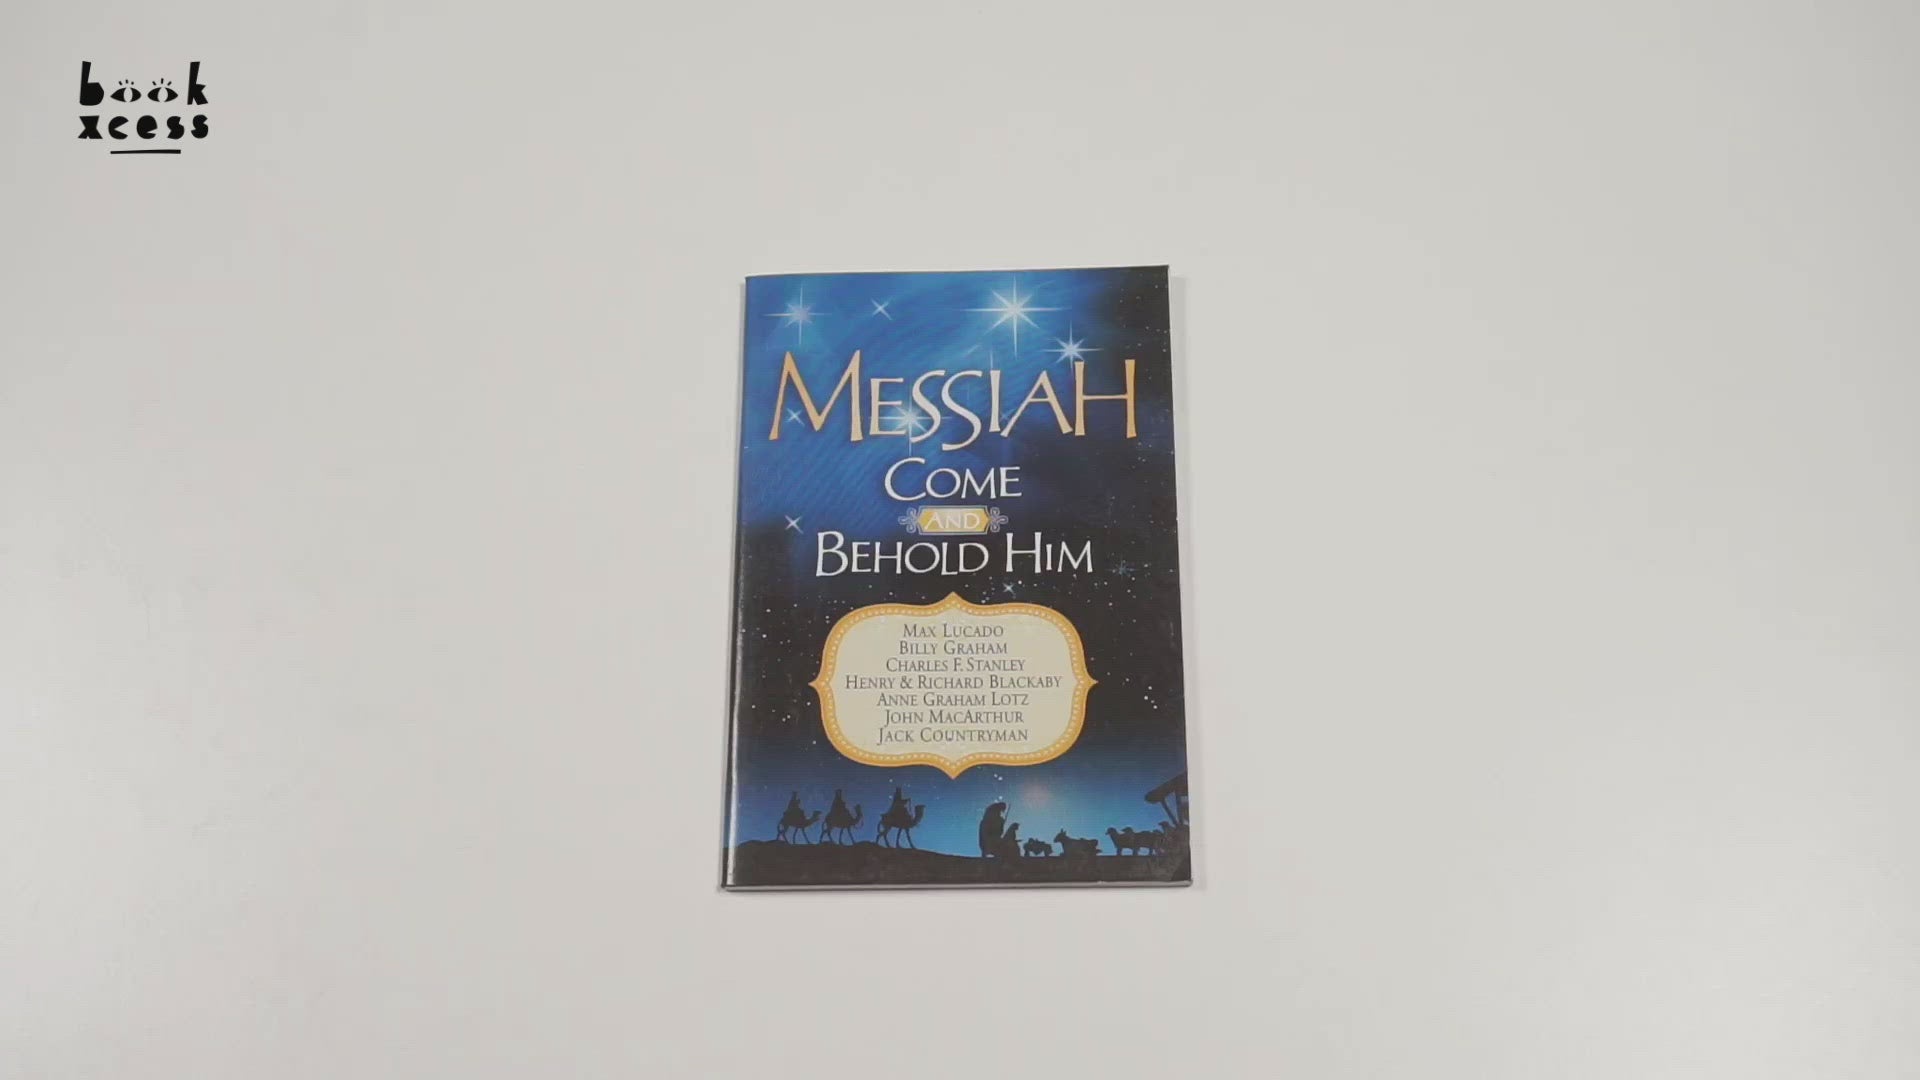 book
xcess
MESSIAH
COME
AND
BEHOLD HIM
MAX LUCADO
BILLY GRAHAM
CHARLES F. STANLEY
HENRY & RICHARD BLACKABY
ANNE GRAHAM LOTZ
JOHN MACARTHUR
JACK COUNTRYMAN